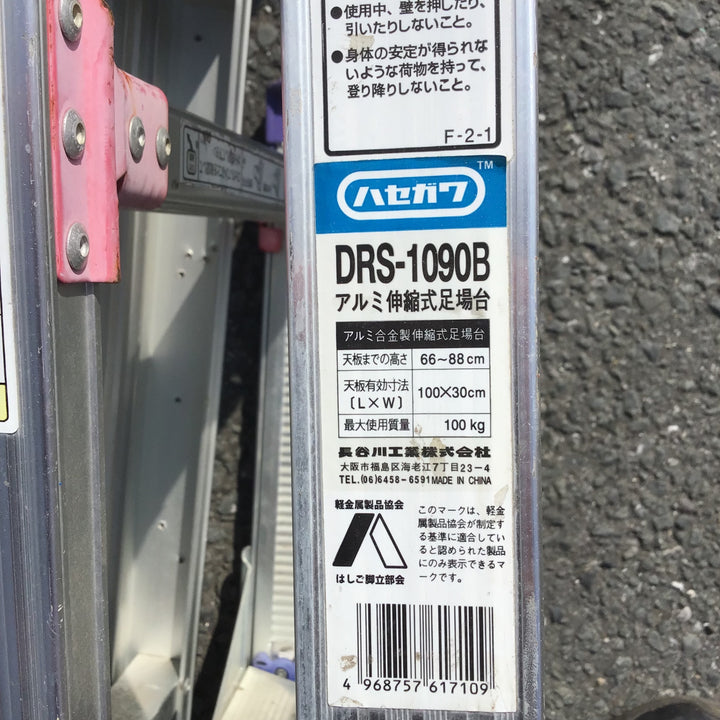 ●使用中、壁を押したり、
引いたりしないこと。
●身体の安定が得られな
いような荷物を持って、
登り降りしないこと。
F-2-1
ハセガワ TM
DRS-1090B
アルミ伸縮式足場台
アルミ合金製伸縮式足場台
天板までの高さ 66～88cm
天板有効寸法 100×30cm
〔L×W〕
最大使用質量 100kg
長谷川工業株式会社
大阪市福島区海老江7丁目23-4
TEL.(06)6458-6591 MADE IN CHINA
軽金属製品協会
はしご脚立部会
このマークは、軽金
属製品協会が制定す
る基準に適合してい
ると認められた製品
にのみ表示できるマ
ークです。
4 968757 617109